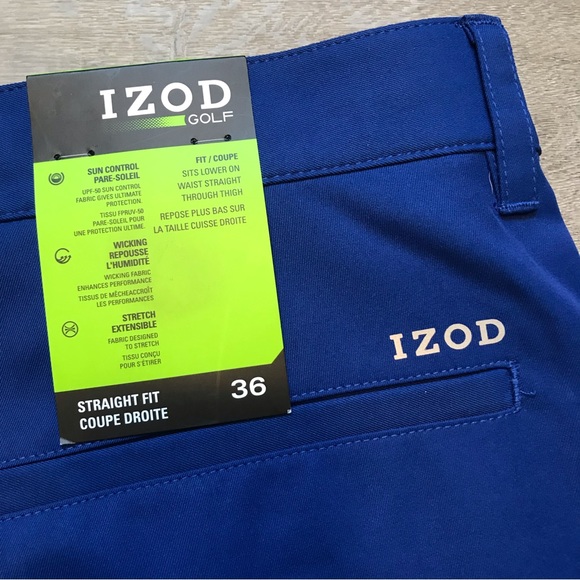 IZOD
GOLF
SUN CONTROL
PARE-SOLEIL
UPF-50 SUN CONTROL
FABRIC GIVES ULTIMATE
PROTECTION.
TISSU FPRUV-50
PARE-SOLEIL POUR
UNE PROTECTION ULTIME.
WICKING
REPOUSSE
L'HUMIDITÉ
WICKING FABRIC
ENHANCES PERFORMANCE
TISSUS DE MÈCHEACCROÎT
LES PERFORMANCES
STRETCH
EXTENSIBLE
FABRIC DESIGNED
TO STRETCH
TISSU CONÇU
POUR S'ÉTIRER
FIT / COUPE
SITS LOWER ON
WAIST STRAIGHT
THROUGH THIGH
REPOSE PLUS BAS SUR
LA TAILLE CUISSE DROITE
STRAIGHT FIT
COUPE DROITE
36
IZOD